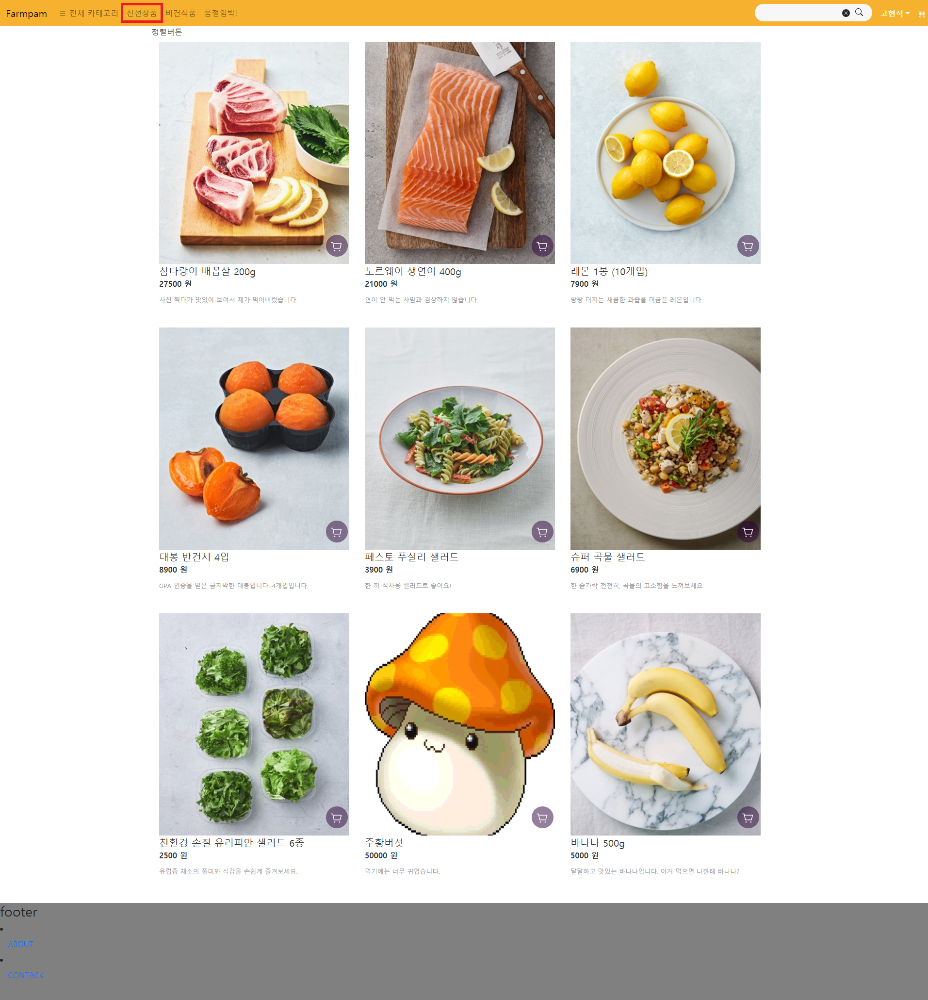 Farmpam 전체 카테고리 신선상품 비건식품 품절임박! 고현석
정렬버튼
참다랑어 배꼽살 200g
27500 원
사진 찍다가 맛있어 보여서 제가 먹어버렸습니다.
노르웨이 생연어 400g
21000 원
연어 안 먹는 사람과 겸상하지 않습니다.
레몬 1봉 (10개입)
7900 원
팡팡 터지는 새콤한 과즙을 머금은 레몬입니다.
대봉 반건시 4입
8900 원
GPA 인증을 받은 큼지막한 대봉입니다. 4개입입니다.
페스토 푸실리 샐러드
3900 원
한 끼 식사용 샐러드로 좋아요!
슈퍼 곡물 샐러드
6900 원
한 숟가락 천천히, 곡물의 고소함을 느껴보세요
친환경 손질 유러피안 샐러드 6종
2500 원
유럽종 채소의 풍미와 식감을 손쉽게 즐겨보세요.
주황버섯
50000 원
먹기에는 너무 귀엽습니다.
바나나 500g
5000 원
달달하고 맛있는 바나나입니다. 이거 먹으면 나한테 바나나?
footer
ABOUT
CONTACK